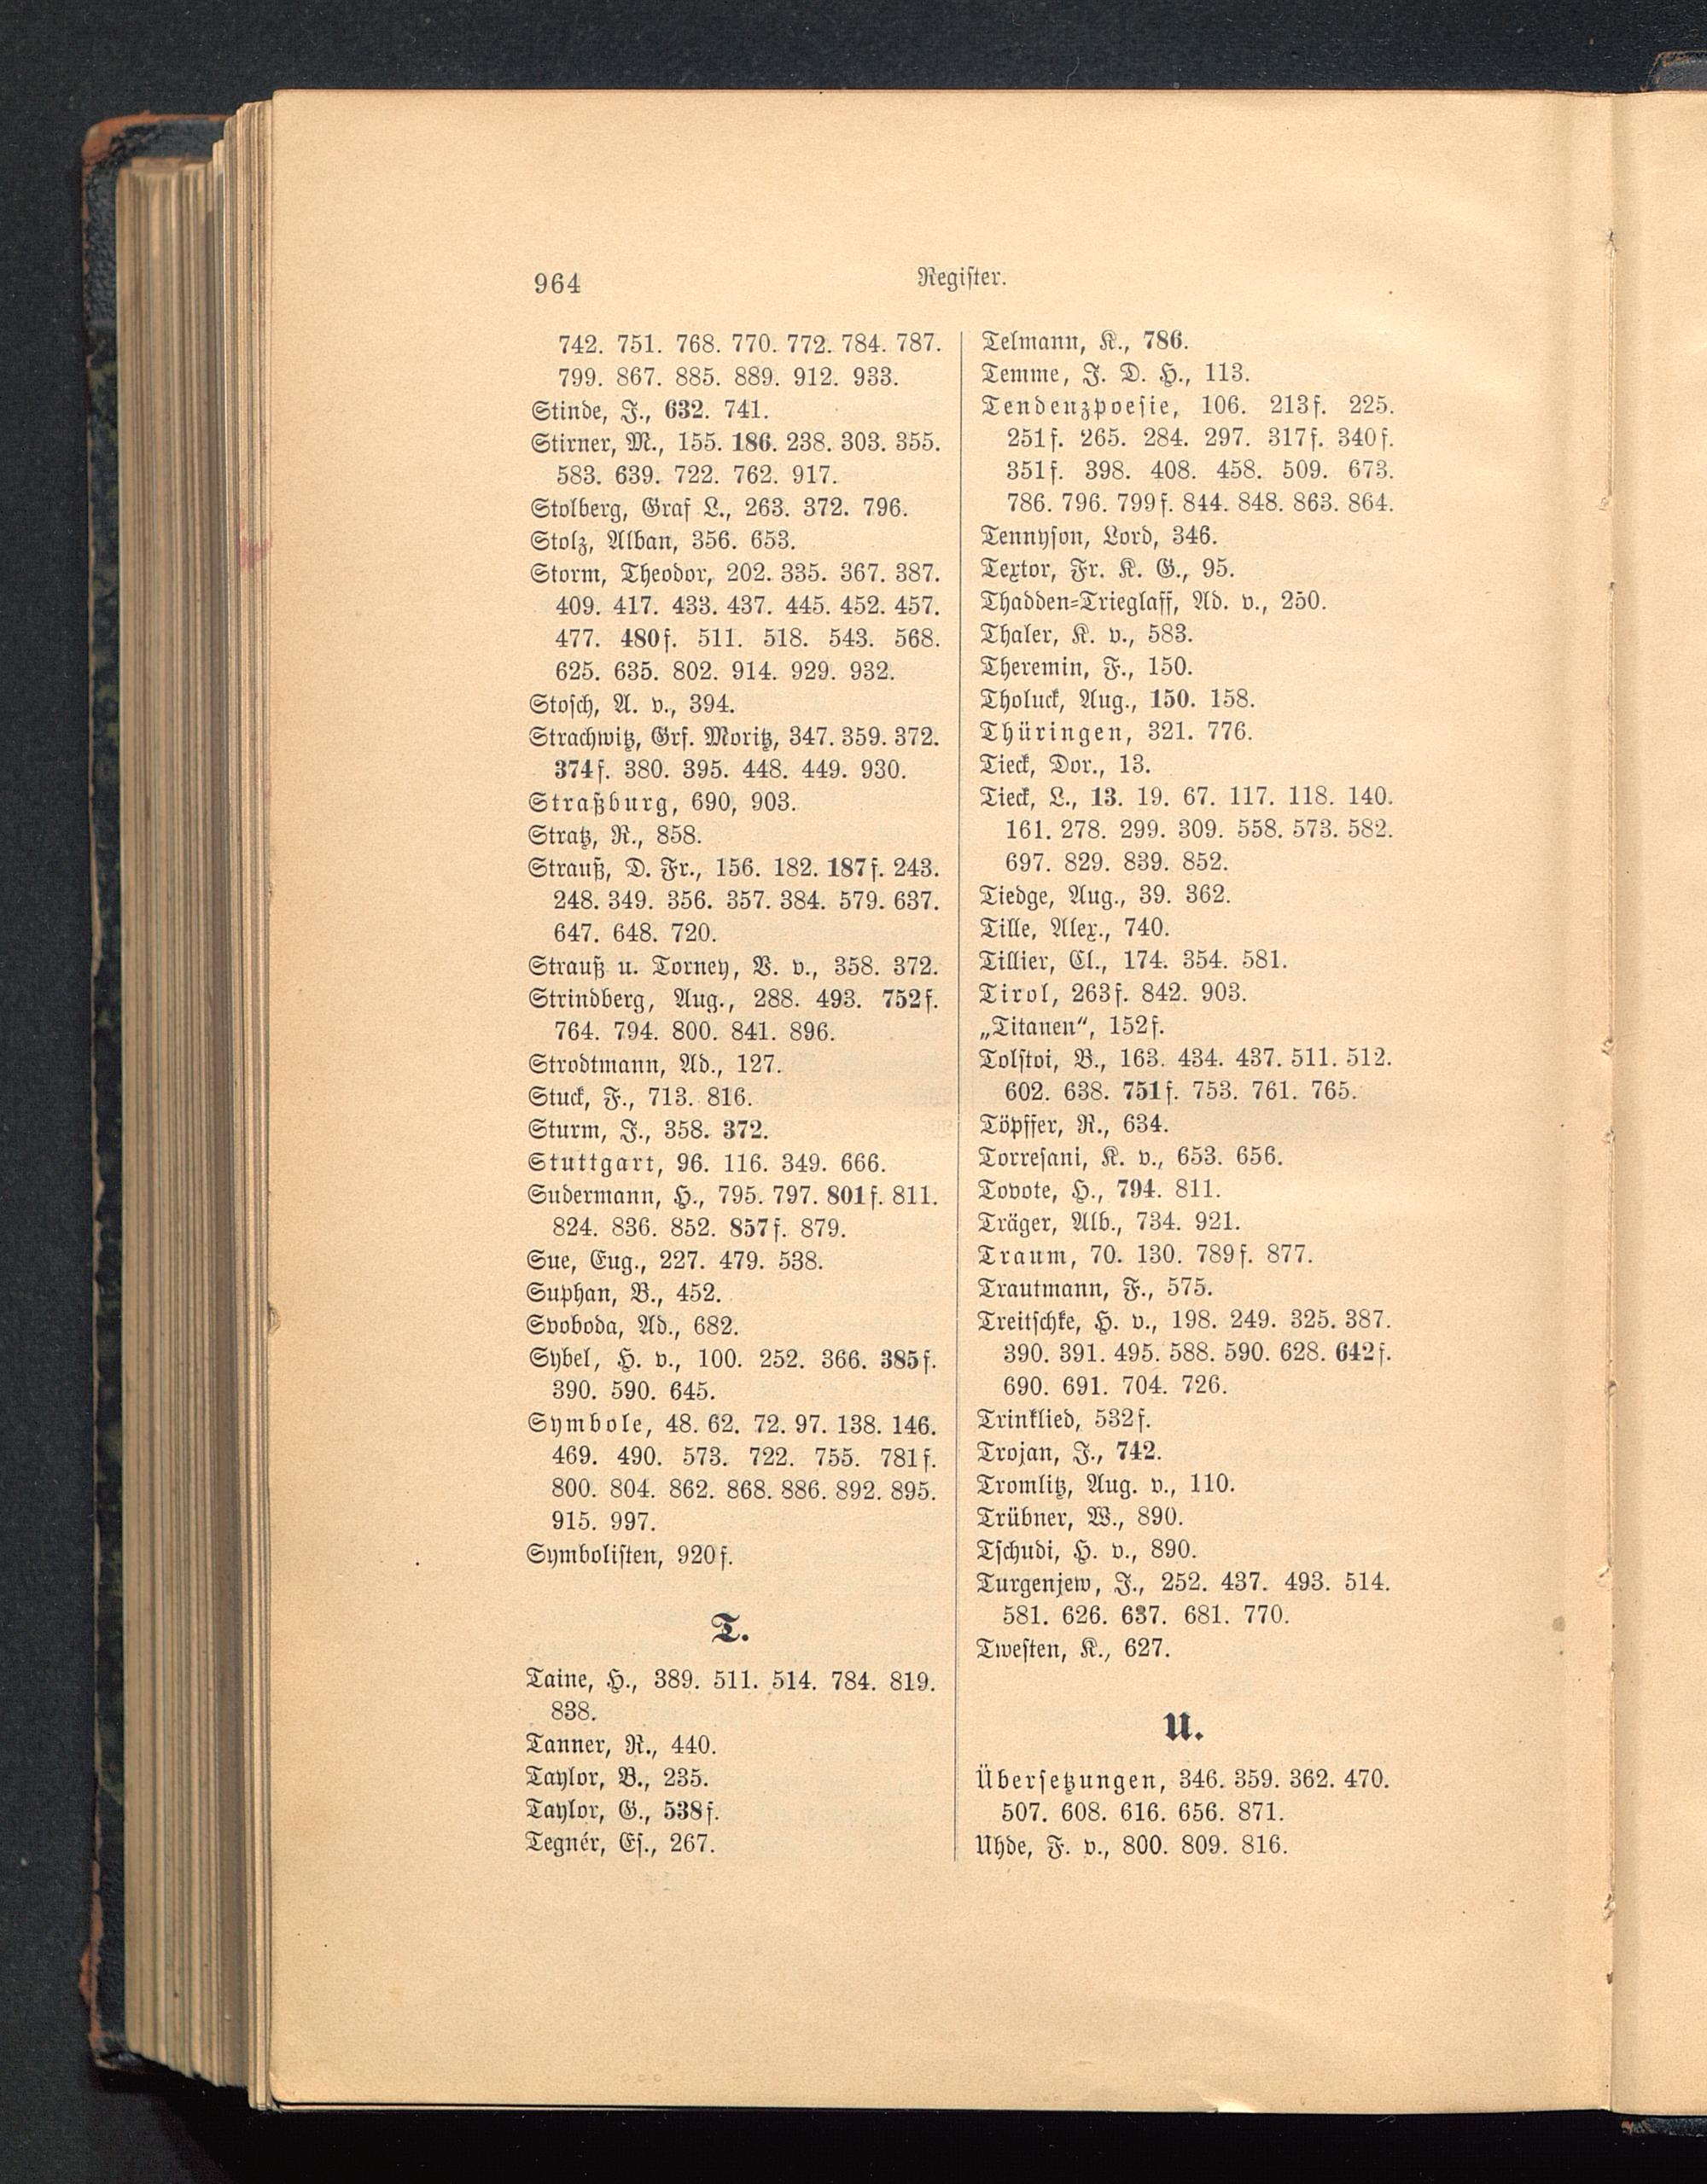 964
Register.
742. 751. 768. 770. 772. 784. 787.
799. 867. 885. 889. 912. 933.
Stinde, J., 632. 741.
Stirner, M., 155. 186. 238. 303. 355.
583. 639. 722. 762. 917.
Stolberg, Graf L., 263. 372. 796.
Stolz, Alban, 356. 653.
Storm, Theodor, 202. 335. 367. 387.
409. 417. 433. 437. 445. 452. 457.
477. 480f. 511. 518. 543. 568.
625. 635. 802. 914. 929. 932.
Stosch, A. v., 394.
Strachwitz, Grf. Moritz, 347. 359. 372.
374f. 380. 395. 448. 449. 930.
Straßburg, 690, 903.
Stratz, R., 858.
Strauß, D. Fr., 156. 182. 187f. 243.
248. 349. 356. 357. 384. 579. 637.
647. 648. 720.
Strauß u. Torney, V. v., 358. 372.
Strindberg, Aug., 288. 493. 752f.
764. 794. 800. 841. 896.
Strodtmann, Ad., 127.
Stuck, F., 713. 816.
Sturm, J., 358. 372.
Stuttgart, 96. 116. 349. 666.
Sudermann, H., 795. 797. 801f. 811.
824. 836. 852. 857f. 879.
Sue, Eug., 227. 479. 538.
Suphan, B., 452.
Svoboda, Ad., 682.
Sybel, H. v., 100. 252. 366. 385f.
390. 590. 645.
Symbole, 48. 62. 72. 97. 138. 146.
469. 490. 573. 722. 755. 781f.
800. 804. 862. 868. 886. 892. 895.
915. 997.
Symbolisten, 920f.
T.
Taine, H., 389. 511. 514. 784. 819.
838.
Tanner, R., 440.
Taylor, B., 235.
Taylor, G., 538f.
Tegnér, Es., 267.
Telmann, K., 786.
Temme, J. D. H., 113.
Tendenzpoesie, 106. 213f. 225.
251f. 265. 284. 297. 317f. 340f.
351f. 398. 408. 458. 509. 673.
786. 796. 799f. 844. 848. 863. 864.
Tennyson, Lord, 346.
Textor, Fr. K. G., 95.
Thadden-Trieglaff, Ad. v., 250.
Thaler, K. v., 583.
Theremin, F., 150.
Tholuck, Aug., 150. 158.
Thüringen, 321. 776.
Tieck, Dor., 13.
Tieck, L., 13. 19. 67. 117. 118. 140.
161. 278. 299. 309. 558. 573. 582.
697. 829. 839. 852.
Tiedge, Aug., 39. 362.
Tille, Alex., 740.
Tillier, Cl., 174. 354. 581.
Tirol, 263f. 842. 903.
„Titanen“, 152f.
Tolstoi, B., 163. 434. 437. 511. 512.
602. 638. 751f. 753. 761. 765.
Töpffer, R., 634.
Torresani, K. v., 653. 656.
Tovote, H., 794. 811.
Träger, Alb., 734. 921.
Traum, 70. 130. 789f. 877.
Trautmann, F., 575.
Treitschke, H. v., 198. 249. 325. 387.
390. 391. 495. 588. 590. 628. 642f.
690. 691. 704. 726.
Trinklied, 532f.
Trojan, J., 742.
Tromlitz, Aug. v., 110.
Trübner, W., 890.
Tschudi, H. v., 890.
Turgenjew, J., 252. 437. 493. 514.
581. 626. 637. 681. 770.
Twesten, K., 627.
U.
Übersetzungen, 346. 359. 362. 470.
507. 608. 616. 656. 871.
Uhde, F. v., 800. 809. 816.